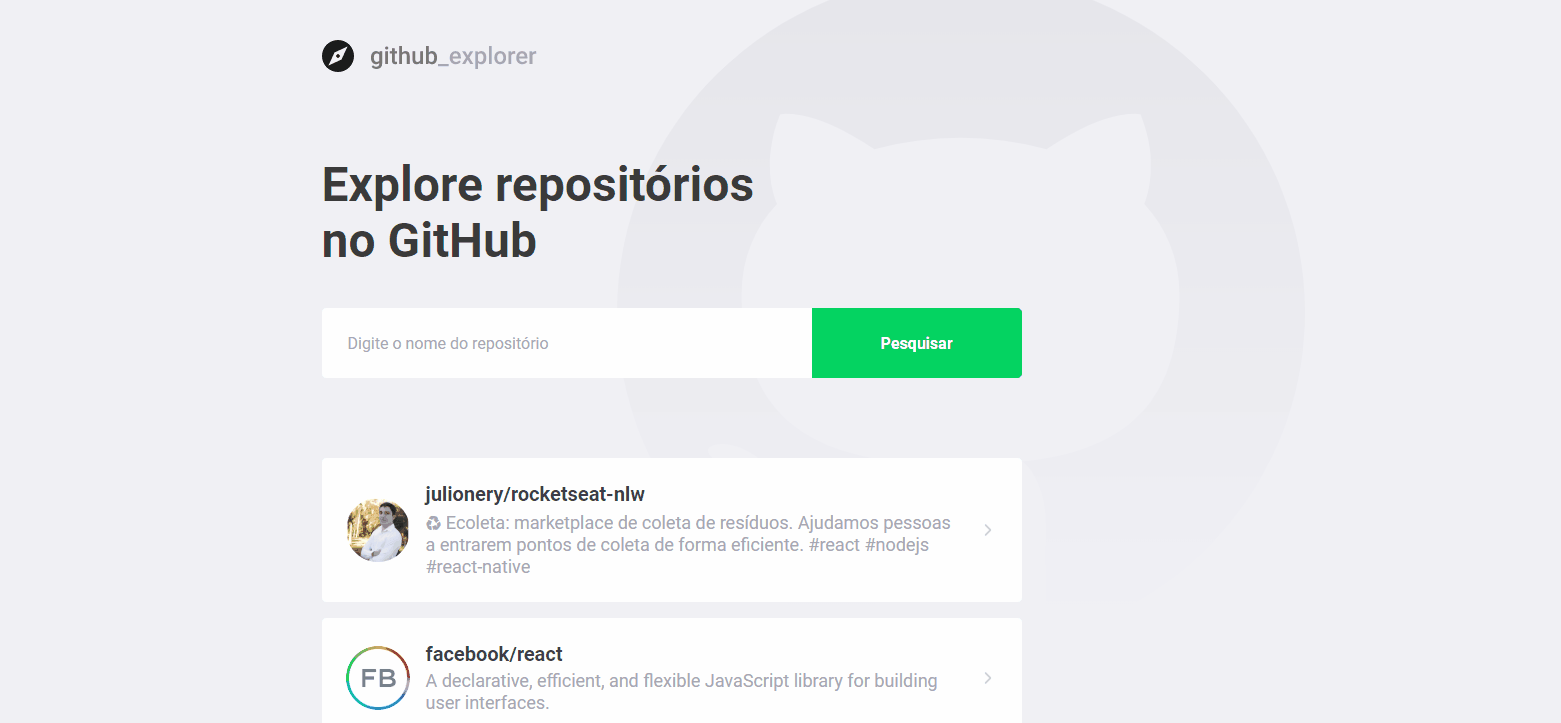 github_explorer
Explore repositórios
no GitHub
Digite o nome do repositório
Pesquisar
julionery/rocketseat-nlw
♻ Ecoleta: marketplace de coleta de resíduos. Ajudamos pessoas
a entrarem pontos de coleta de forma eficiente. #react #nodejs
#react-native
FB
facebook/react
A declarative, efficient, and flexible JavaScript library for building
user interfaces.